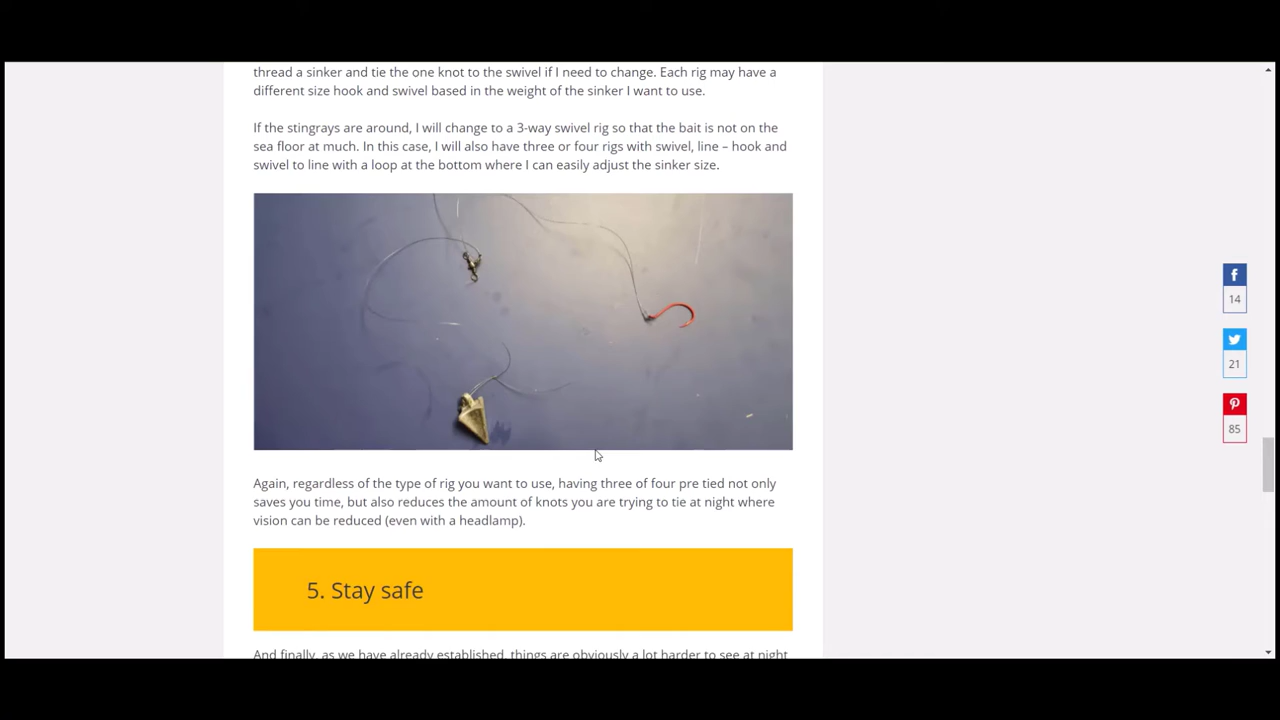 thread a sinker and tie the one knot to the swivel if I need to change. Each rig may have a
different size hook and swivel based in the weight of the sinker I want to use.
If the stingrays are around, I will change to a 3-way swivel rig so that the bait is not on the
sea floor at much. In this case, I will also have three or four rigs with swivel, line – hook and
swivel to line with a loop at the bottom where I can easily adjust the sinker size.
14
21
85
Again, regardless of the type of rig you want to use, having three of four pre tied not only
saves you time, but also reduces the amount of knots you are trying to tie at night where
vision can be reduced (even with a headlamp).
5. Stay safe
And finally, as we have already established, things are obviously a lot harder to see at night